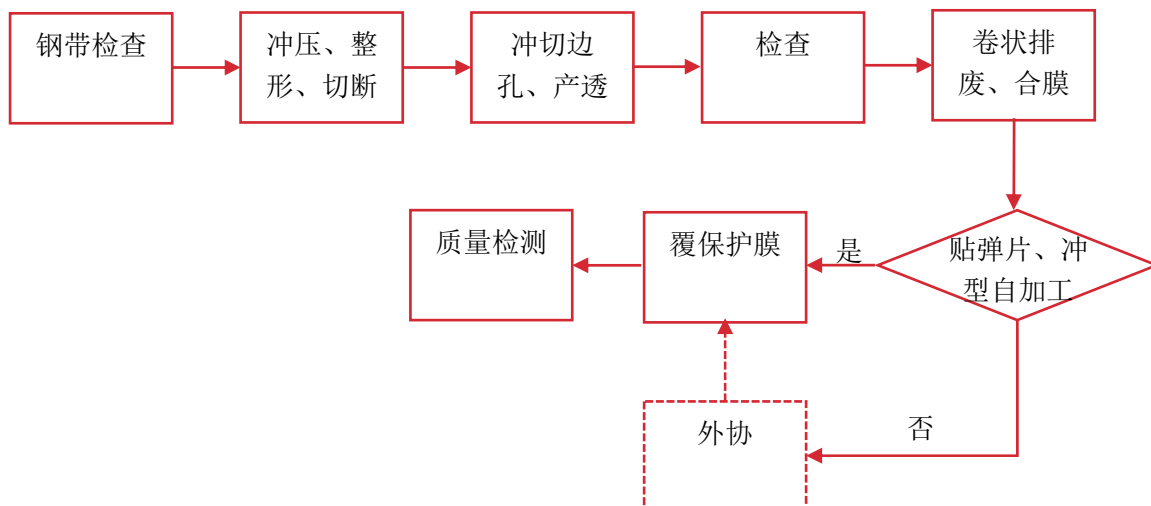 钢带检查
冲压、整
形、切断
冲切边
孔、产透
检查
卷状排
废、合膜
贴弹片、冲
型自加工
是
覆保护膜
质量检测
否
外协